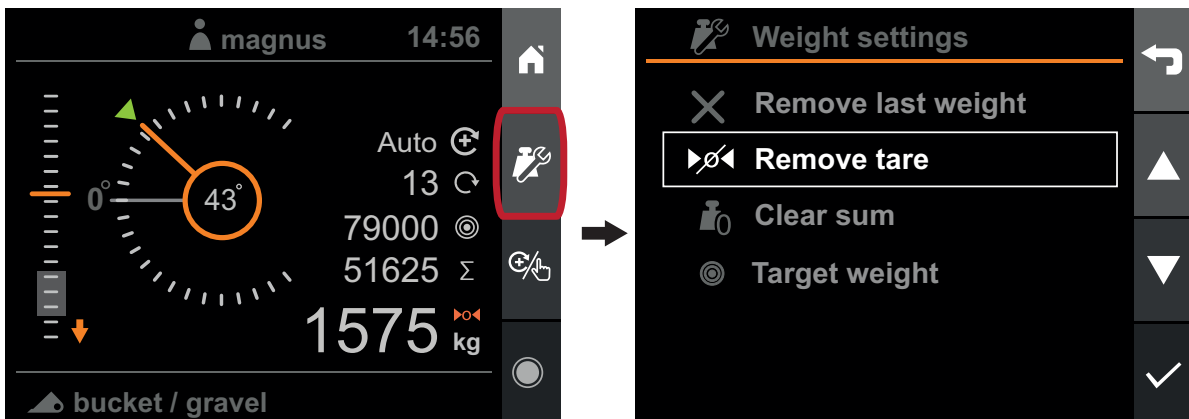 magnus 14:56
Auto
13
0° 43°
79000
51625 Σ
1575 kg
bucket / gravel
Weight settings
Remove last weight
Remove tare
0 Clear sum
Target weight